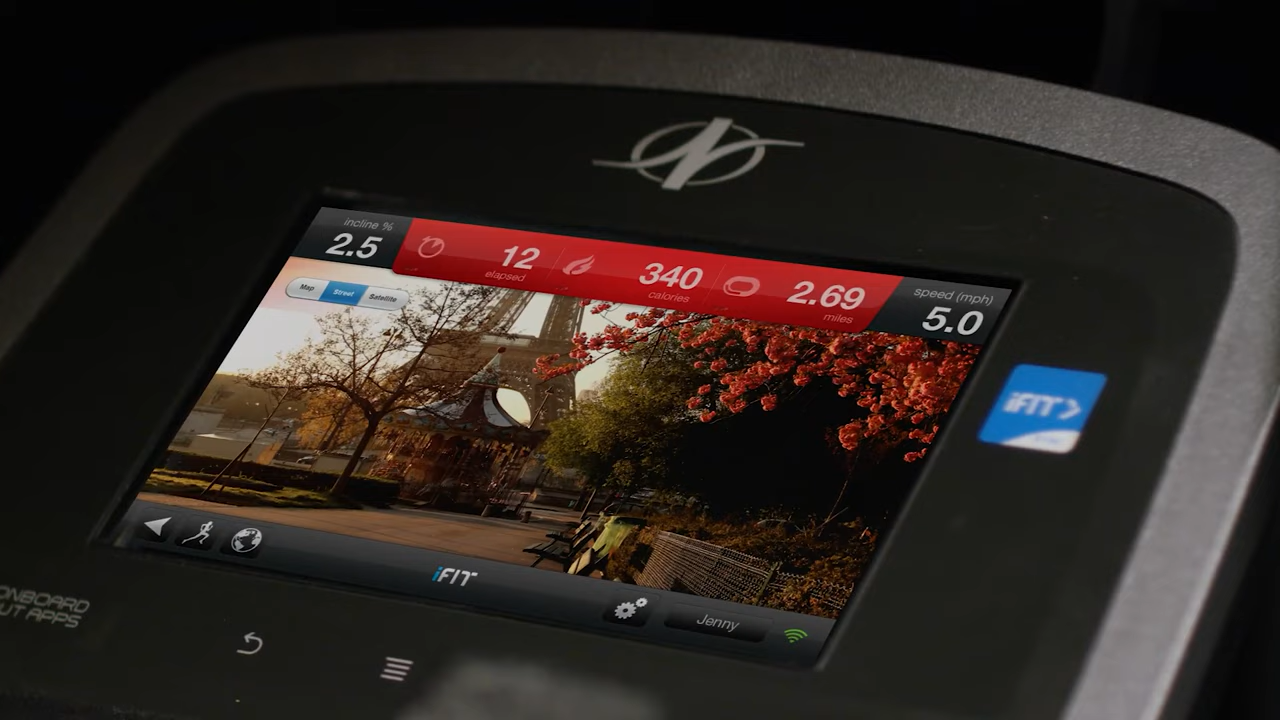 incline %
2.5
12
elapsed
340
calories
2.69
miles
speed (mph)
5.0
Map
Street
Satellite
iFIT
iFIT
Jenny
ONBOARD
UT APPS